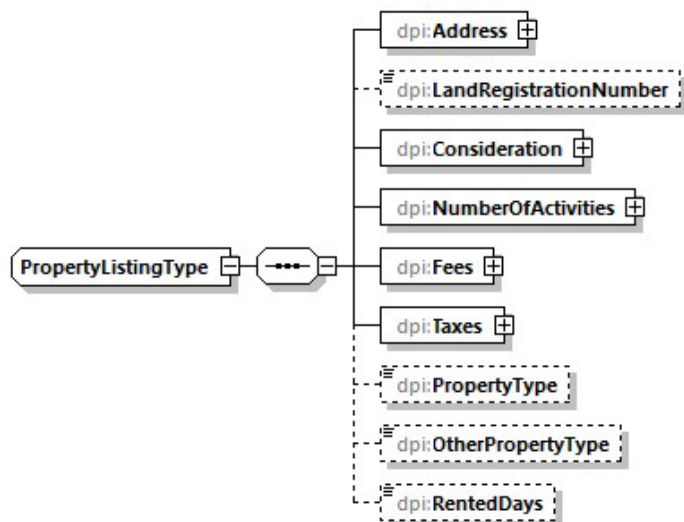 dpi:Address
dpi:LandRegistrationNumber
dpi:Consideration
dpi:NumberOfActivities
PropertyListingType
dpi:Fees
dpi:Taxes
dpi:PropertyType
dpi:OtherPropertyType
dpi:RentedDays